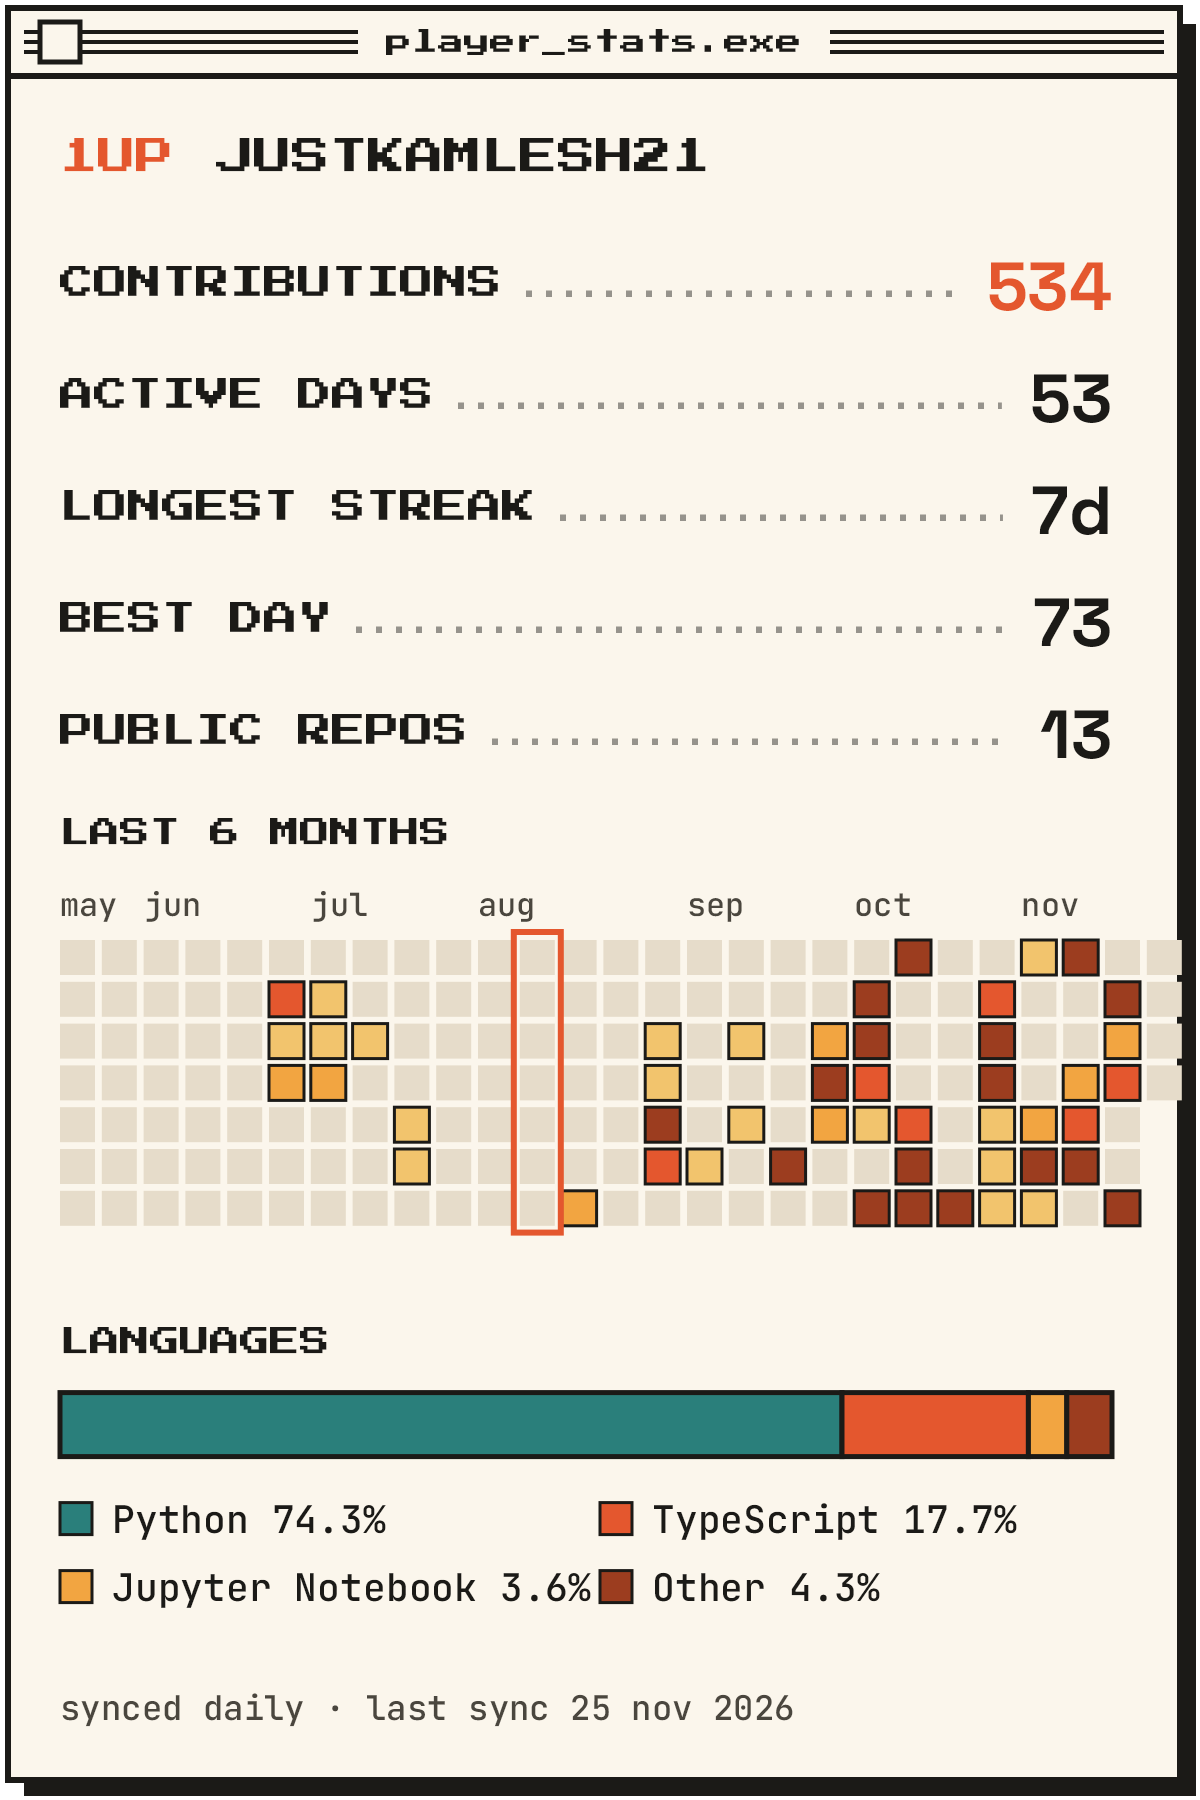 player_stats.exe
1UP JUSTKAMLESH21
CONTRIBUTIONS 534
ACTIVE DAYS 53
LONGEST STREAK 7d
BEST DAY 73
PUBLIC REPOS 13
LAST 6 MONTHS
may jun jul aug sep oct nov
LANGUAGES
Python 74.3% TypeScript 17.7%
Jupyter Notebook 3.6% Other 4.3%
synced daily · last sync 25 nov 2026